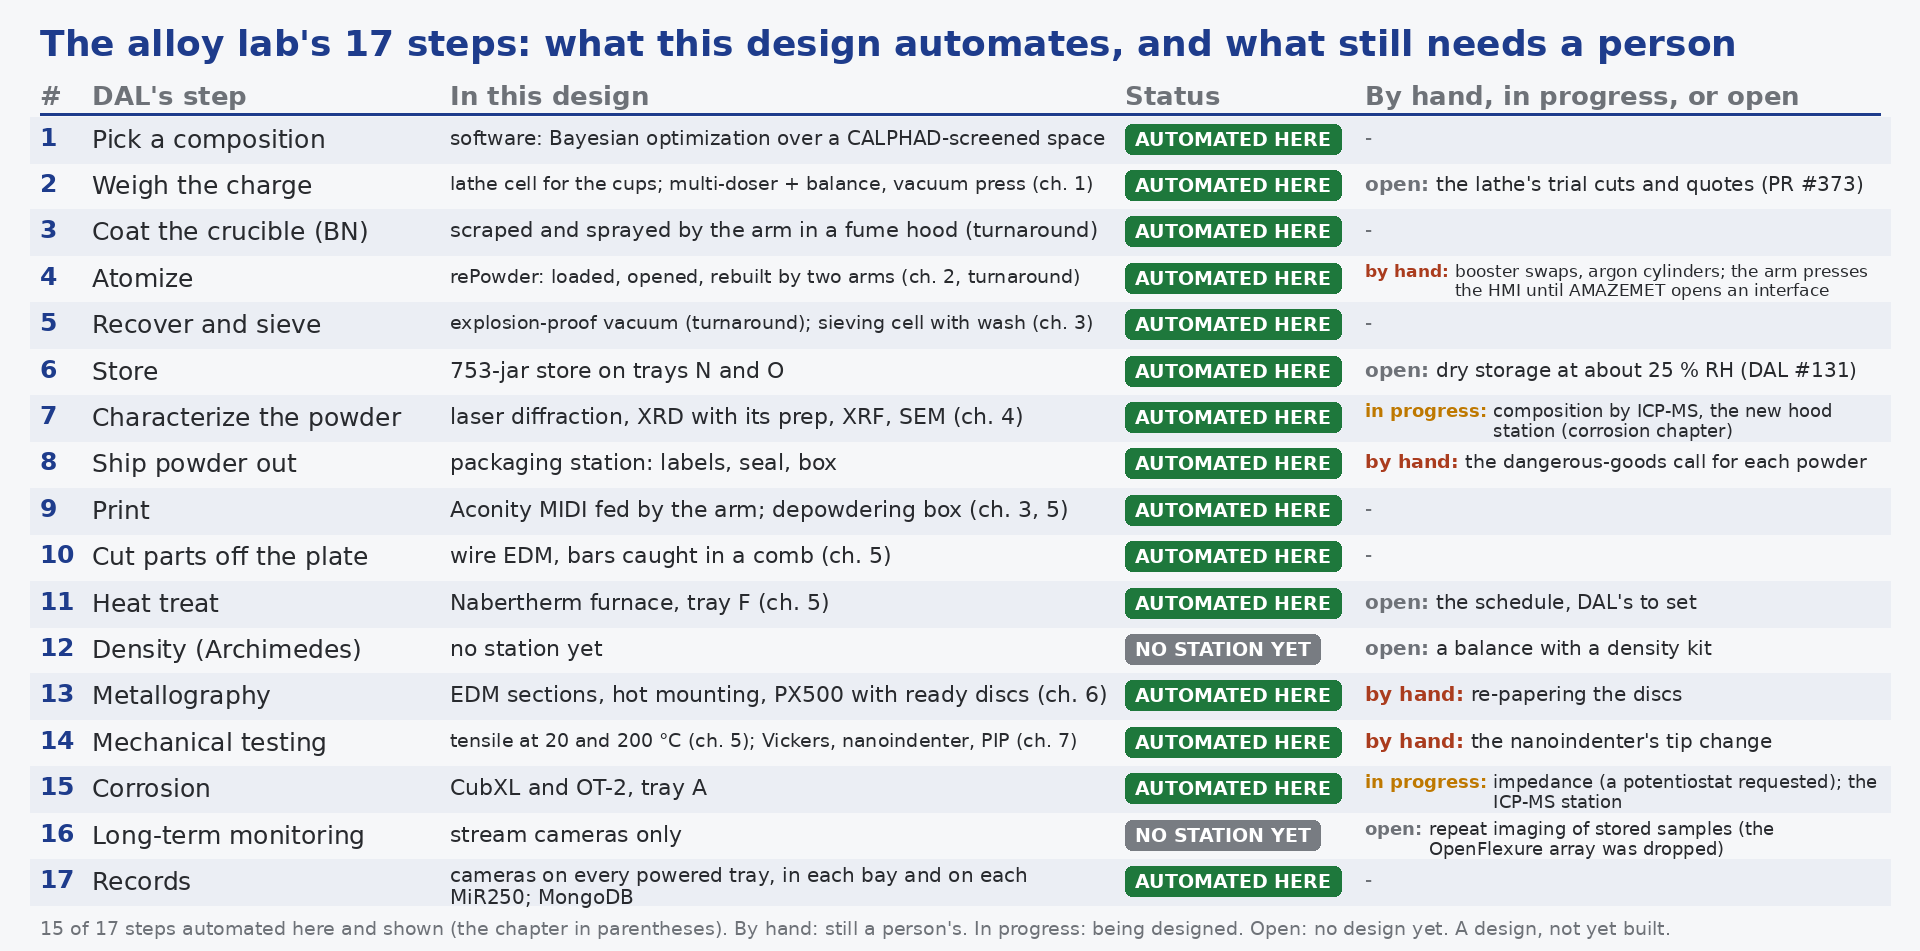 The alloy lab's 17 steps: what this design automates, and what still needs a person
# DAL's step In this design Status By hand, in progress, or open
1 Pick a composition software: Bayesian optimization over a CALPHAD-screened space AUTOMATED HERE -
2 Weigh the charge lathe cell for the cups; multi-doser + balance, vacuum press (ch. 1) AUTOMATED HERE open: the lathe's trial cuts and quotes (PR #373)
3 Coat the crucible (BN) scraped and sprayed by the arm in a fume hood (turnaround) AUTOMATED HERE -
4 Atomize rePowder: loaded, opened, rebuilt by two arms (ch. 2, turnaround) AUTOMATED HERE by hand: booster swaps, argon cylinders; the arm presses
the HMI until AMAZEMET opens an interface
5 Recover and sieve explosion-proof vacuum (turnaround); sieving cell with wash (ch. 3) AUTOMATED HERE -
6 Store 753-jar store on trays N and O AUTOMATED HERE open: dry storage at about 25 % RH (DAL #131)
7 Characterize the powder laser diffraction, XRD with its prep, XRF, SEM (ch. 4) AUTOMATED HERE in progress: composition by ICP-MS, the new hood
station (corrosion chapter)
8 Ship powder out packaging station: labels, seal, box AUTOMATED HERE by hand: the dangerous-goods call for each powder
9 Print Aconity MIDI fed by the arm; depowdering box (ch. 3, 5) AUTOMATED HERE -
10 Cut parts off the plate wire EDM, bars caught in a comb (ch. 5) AUTOMATED HERE -
11 Heat treat Nabertherm furnace, tray F (ch. 5) AUTOMATED HERE open: the schedule, DAL's to set
12 Density (Archimedes) no station yet NO STATION YET open: a balance with a density kit
13 Metallography EDM sections, hot mounting, PX500 with ready discs (ch. 6) AUTOMATED HERE by hand: re-papering the discs
14 Mechanical testing tensile at 20 and 200 °C (ch. 5); Vickers, nanoindenter, PIP (ch. 7) AUTOMATED HERE by hand: the nanoindenter's tip change
15 Corrosion CubXL and OT-2, tray A AUTOMATED HERE in progress: impedance (a potentiostat requested); the
ICP-MS station
16 Long-term monitoring stream cameras only NO STATION YET open: repeat imaging of stored samples (the
OpenFlexure array was dropped)
17 Records cameras on every powered tray, in each bay and on each AUTOMATED HERE -
MiR250; MongoDB
15 of 17 steps automated here and shown (the chapter in parentheses). By hand: still a person's. In progress: being designed. Open: no design yet. A design, not yet built.